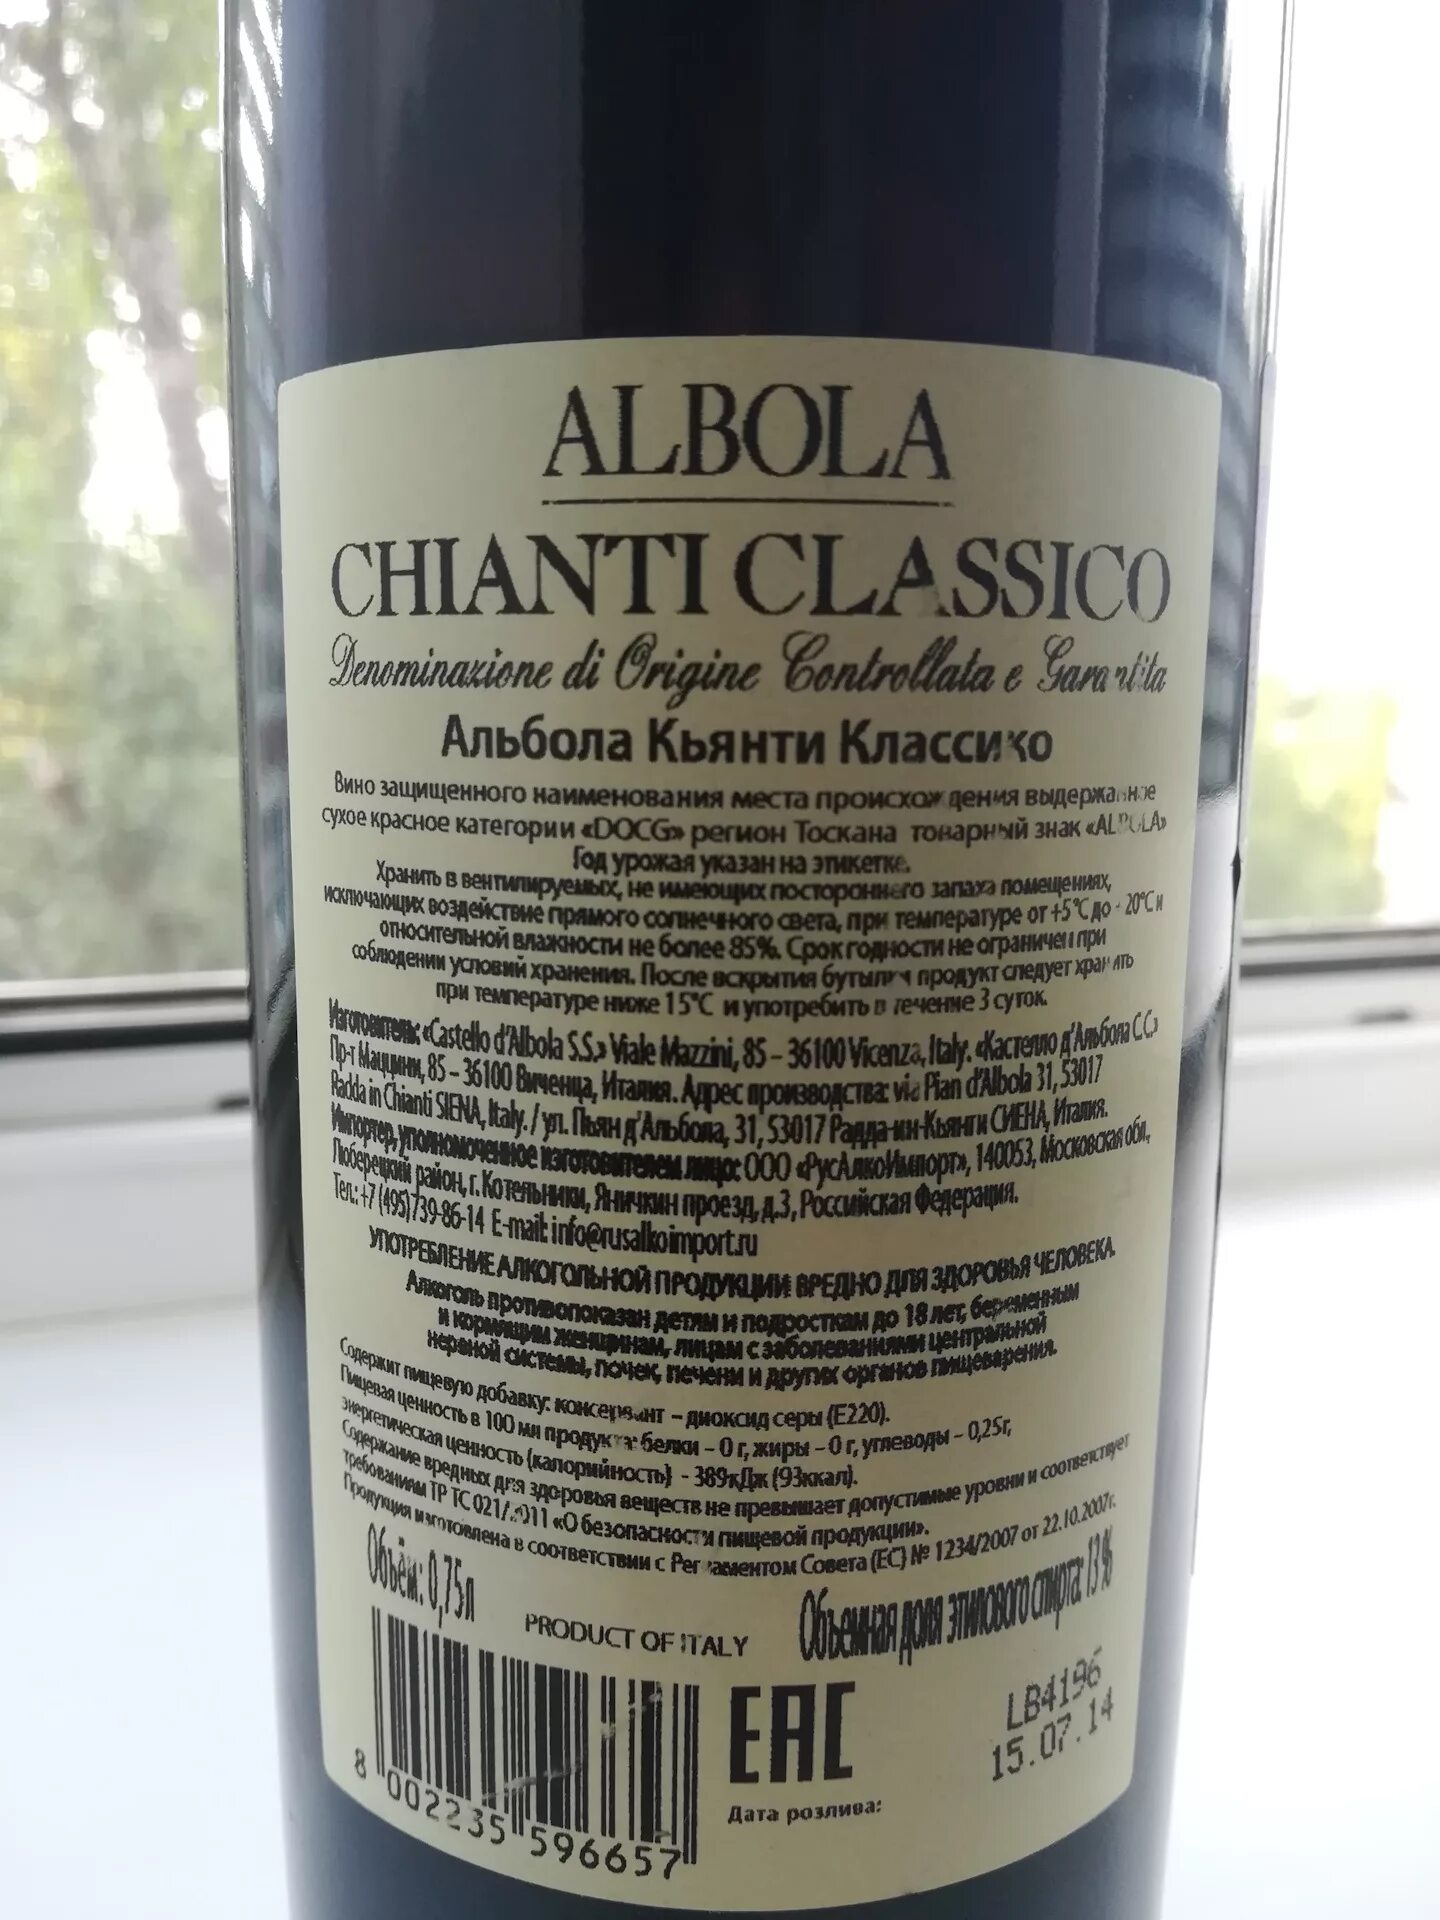 ALBOLA
CHIANTI CLASSICO
Denominazione di Origine Controllata e Garantita
Альбола Кьянти Классико
Вино защищенного наименования места происхождения выдержанное
сухое красное категории «DOCG» регион Тоскана товарный знак «ALBOLA»
Год урожая указан на этикетке.
Хранить в вентилируемых, не имеющих постороннего запаха помещениях,
исключающих воздействие прямого солнечного света, при температуре от +5°C до - 20°C и
относительной влажности не более 85%. Срок годности не ограничен при
соблюдении условий хранения. После вскрытия бутылки продукт следует хранить
при температуре ниже 15°C и употребить в течение 3 суток.
Изготовитель: «Castello d'Albola S.S.» Viale Mazzini, 85 – 36100 Vicenza, Italy. «Кастелло д'Альбола С.С.»
Пр-т Маццини, 85 – 36100 Виченца, Италия. Адрес производства: via Pian d'Albola 31, 53017
Radda in Chianti SIENA, Italy. / ул. Пьян д'Альбола, 31, 53017 Радда-ин-Кьянги СИЕНА, Италия.
Импортер, уполномоченное изготовителем лицо: ООО «РусАлкоИмпорт», 140053, Московская обл.,
Люберецкий район, г. Котельники, Яничкин проезд, д.3, Российская Федерация.
Тел.: +7 (495)739-86-14 E-mail: info@rusalkoimport.ru
УПОТРЕБЛЕНИЕ АЛКОГОЛЬНОЙ ПРОДУКЦИИ ВРЕДНО ДЛЯ ЗДОРОВЬЯ ЧЕЛОВЕКА.
Алкоголь противопоказан детям и подросткам до 18 лет, беременным
и кормящим женщинам, лицам с заболеваниями центральной
нервной системы, почек, печени и других органов пищеварения.
Содержит пищевую добавку: консервант – диоксид серы (Е220).
Пищевая ценность в 100 мл продукта: белки – 0 г, жиры – 0 г, углеводы – 0,25г,
энергетическая ценность (калорийность) - 389кДж (93ккал).
Содержание вредных для здоровья веществ не превышает допустимые уровни и соответствует
требованиям ТР ТС 021/2011 «О безопасности пищевой продукции».
Продукция изготовлена в соответствии с Регламентом Совета (ЕС) № 1234/2007 от 22.10.2007г.
Объём: 0,75л
PRODUCT OF ITALY
Объемная доля этилового спирта: 13 %
EAC
LB4196
15.07.14
Дата розлива:
8 002235 596657